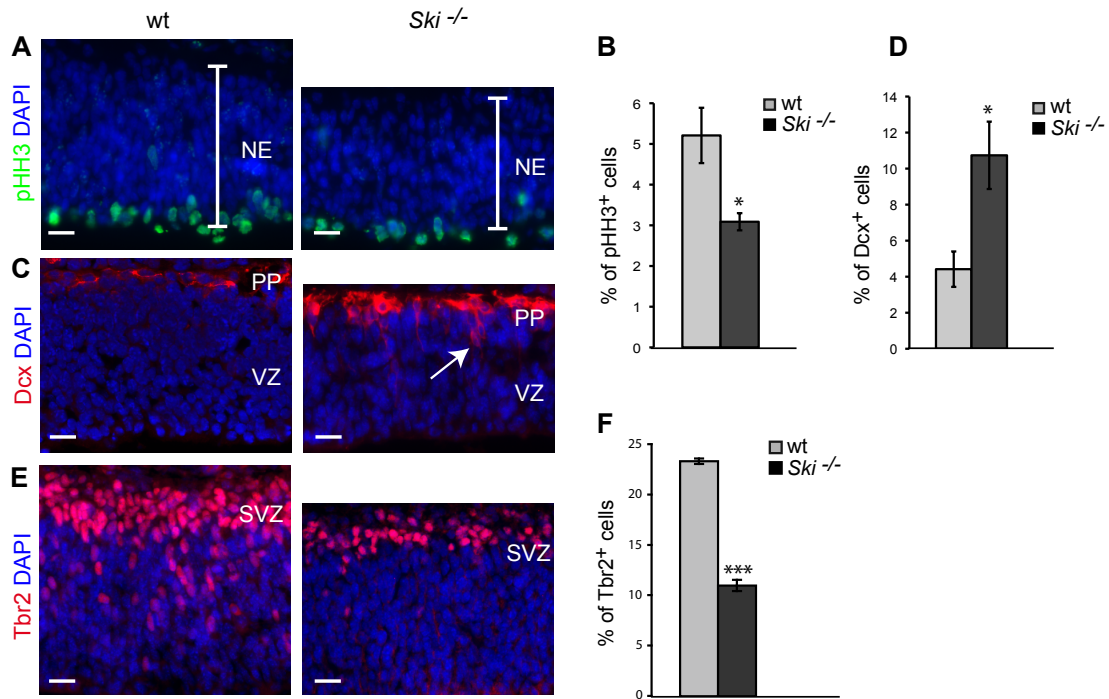 wt
Ski -/-
A
pHH3 DAPI
NE
NE
B
% of pHH3+ cells
6
5
4
3
2
1
0
wt
Ski -/-
*
D
% of Dcx+ cells
14
12
10
8
6
4
2
0
wt
Ski -/-
*
C
Dcx DAPI
PP
VZ
PP
VZ
E
Tbr2 DAPI
SVZ
SVZ
F
% of Tbr2+ cells
25
20
15
10
5
0
wt
Ski -/-
***